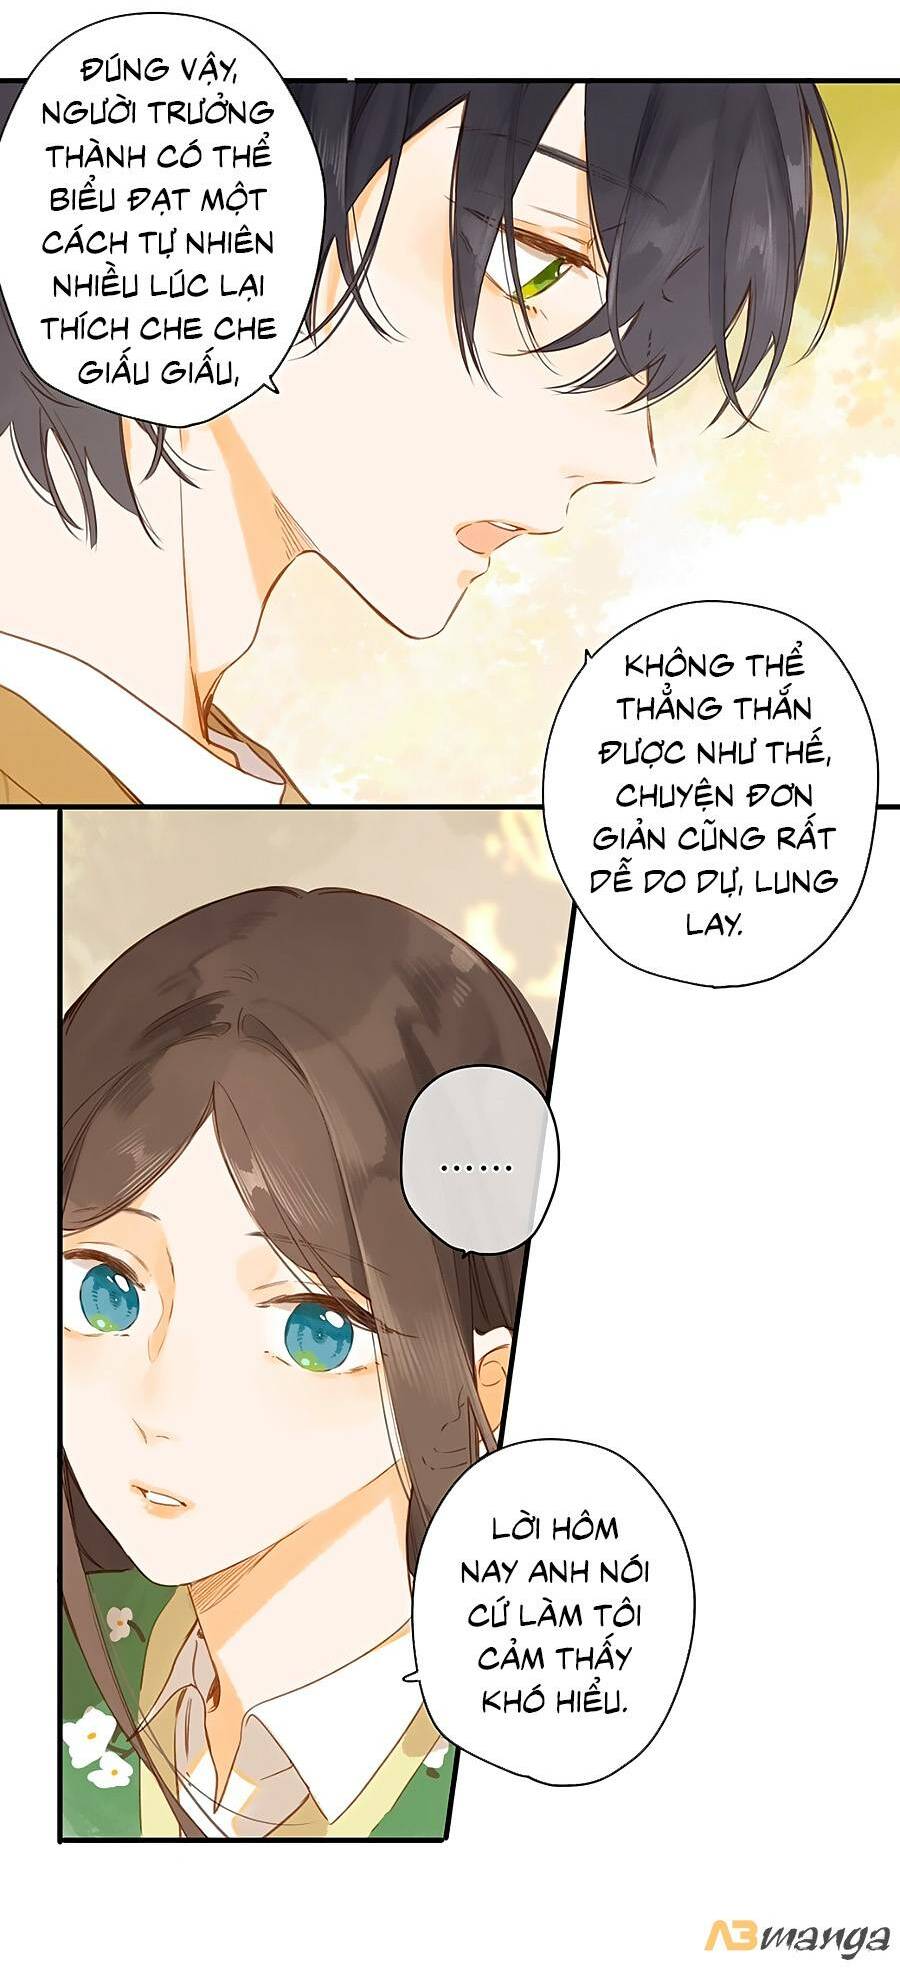 ĐÚNG VẬY,
NGƯỜI TRƯỞNG
THÀNH CÓ THỂ
BIỂU ĐẠT MỘT
CÁCH TỰ NHIÊN
NHIỀU LÚC LẠI
THÍCH CHE CHE
GIẤU GIẤU,
KHÔNG THỂ
THẲNG THẮN
ĐƯỢC NHƯ THẾ,
CHUYỆN ĐƠN
GIẢN CŨNG RẤT
DỄ DO DỰ, LUNG
LAY.
......
LỜI HÔM
NAY ANH NÓI
CỨ LÀM TÔI
CẢM THẤY
KHÓ HIỂU.
A3manga